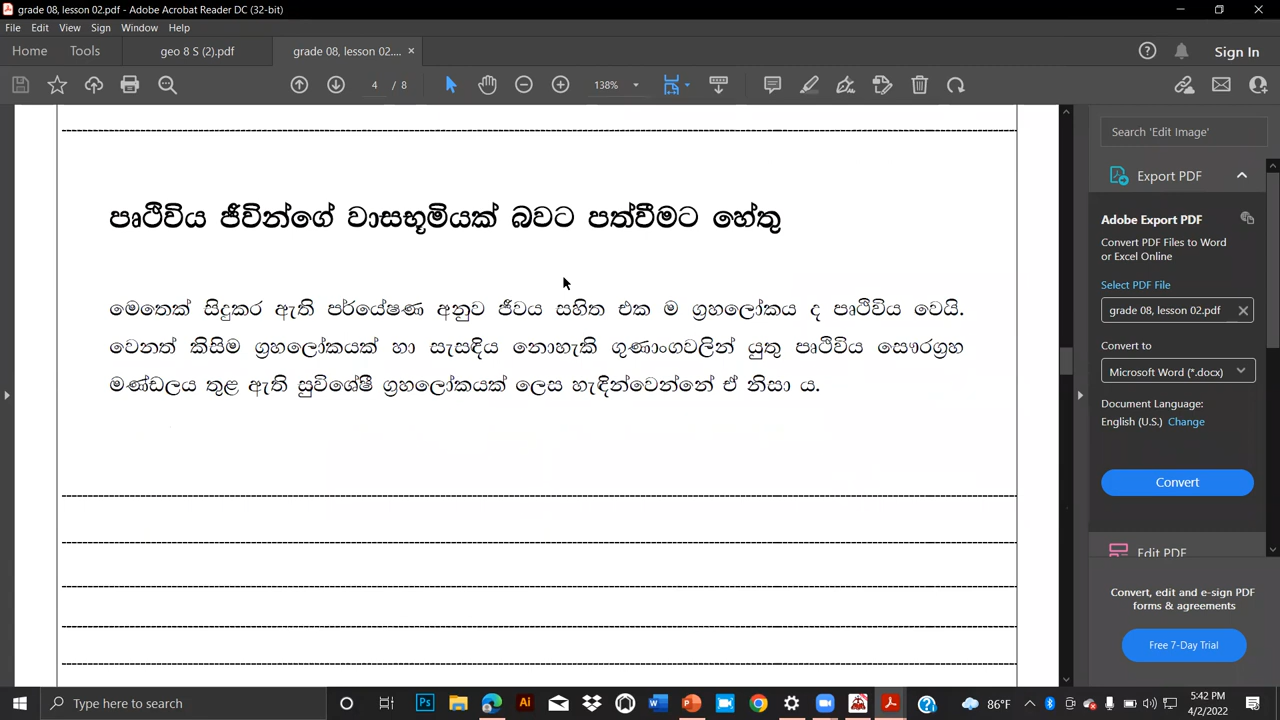 grade 08, lesson 02.pdf - Adobe Acrobat Reader DC (32-bit)
File Edit View Sign Window Help
Home Tools geo 8 S (2).pdf grade 08, lesson 02.... × Sign In
4 / 8 138%
පෘථිවිය ජීවින්ගේ වාසභූමියක් බවට පත්වීමට හේතු
මෙතෙක් සිදුකර ඇති පර්යේෂණ අනුව ජීවය සහිත එක ම ග්‍රහලෝකය ද පෘථිවිය වෙයි.
වෙනත් කිසිම ග්‍රහලෝකයක් හා සැසඳිය නොහැකි ගුණාංගවලින් යුතු පෘථිවිය සෞරග්‍රහ
මණ්ඩලය තුළ ඇති සුවිශේෂී ග්‍රහලෝකයක් ලෙස හැඳින්වෙන්නේ ඒ නිසා ය.
Search 'Edit Image'
Export PDF
Adobe Export PDF
Convert PDF Files to Word
or Excel Online
Select PDF File
grade 08, lesson 02.pdf
Convert to
Microsoft Word (*.docx)
Document Language:
English (U.S.) Change
Convert
Edit PDF
Convert, edit and e-sign PDF
forms & agreements
Free 7-Day Trial
Type here to search
Ps Ai 86°F
5:42 PM
4/2/2022